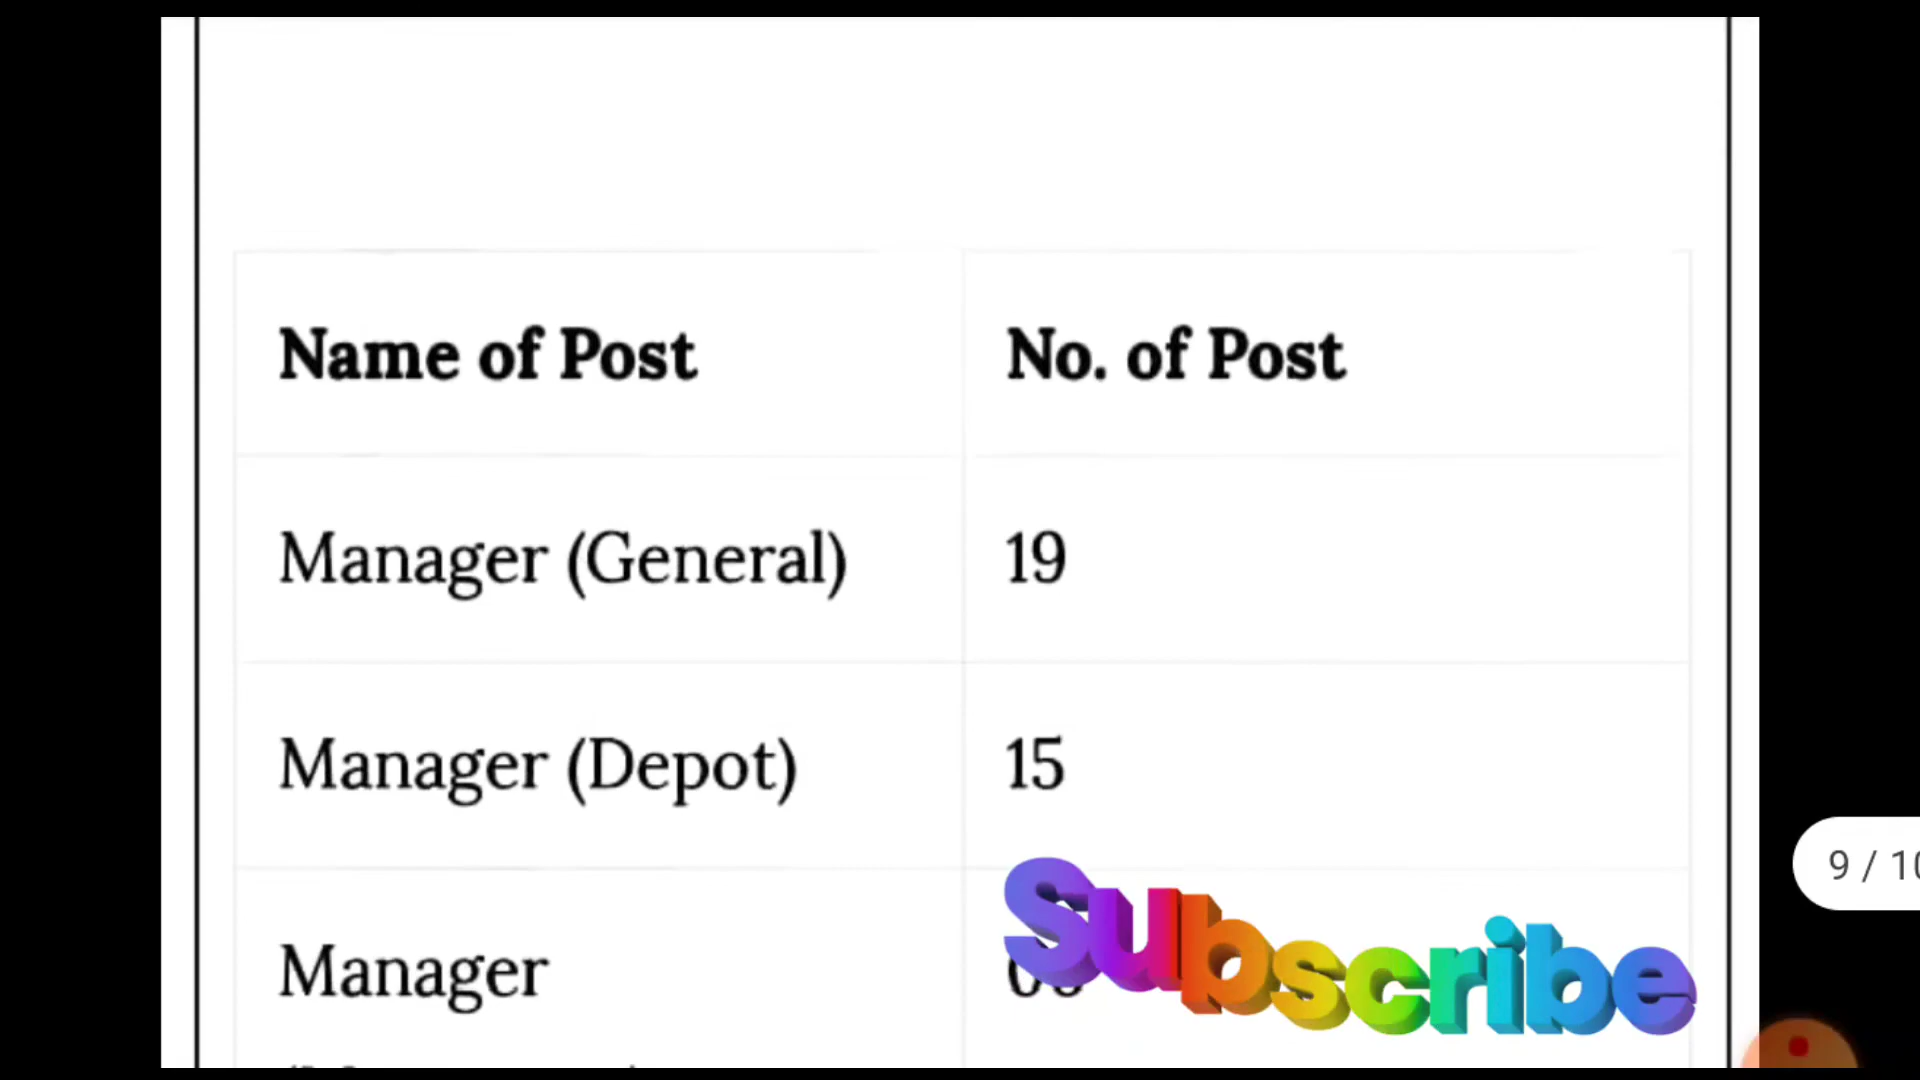 Name of Post No. of Post
Manager (General) 19
Manager (Depot) 15
Manager
Subscribe
9 / 10